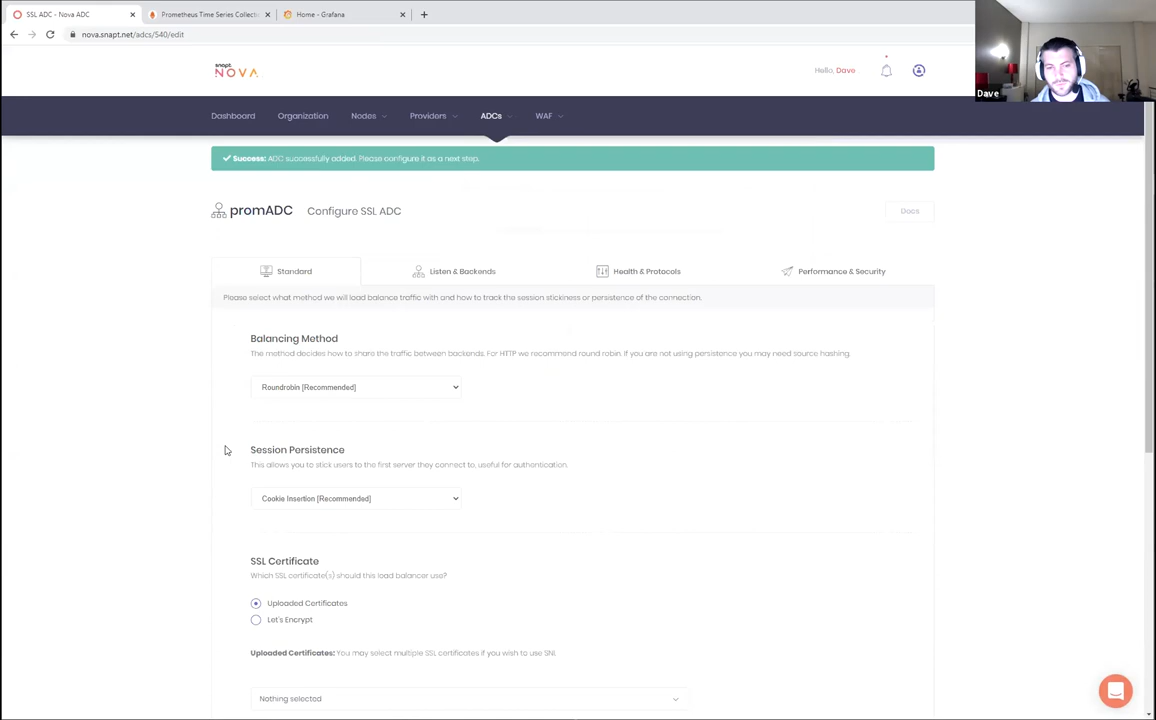 SSL ADC - Nova ADC
Prometheus Time Series Collecti
Home - Grafana
nova.snapt.net/adcs/540/edit
Dave
snapt
NOVA
Hello, Dave
Dashboard
Organization
Nodes
Providers
ADCs
WAF
Success: ADC successfully added. Please configure it as a next step.
promADC
Configure SSL ADC
Docs
Standard
Listen & Backends
Health & Protocols
Performance & Security
Please select what method we will load balance traffic with and how to track the session stickiness or persistence of the connection.
Balancing Method
The method decides how to share the traffic between backends. For HTTP we recommend round robin. If you are not using persistence you may need source hashing.
Roundrobin [Recommended]
Session Persistence
This allows you to stick users to the first server they connect to, useful for authentication.
Cookie Insertion [Recommended]
SSL Certificate
Which SSL certificate(s) should this load balancer use?
Uploaded Certificates
Let's Encrypt
Uploaded Certificates: You may select multiple SSL certificates if you wish to use SNI.
Nothing selected